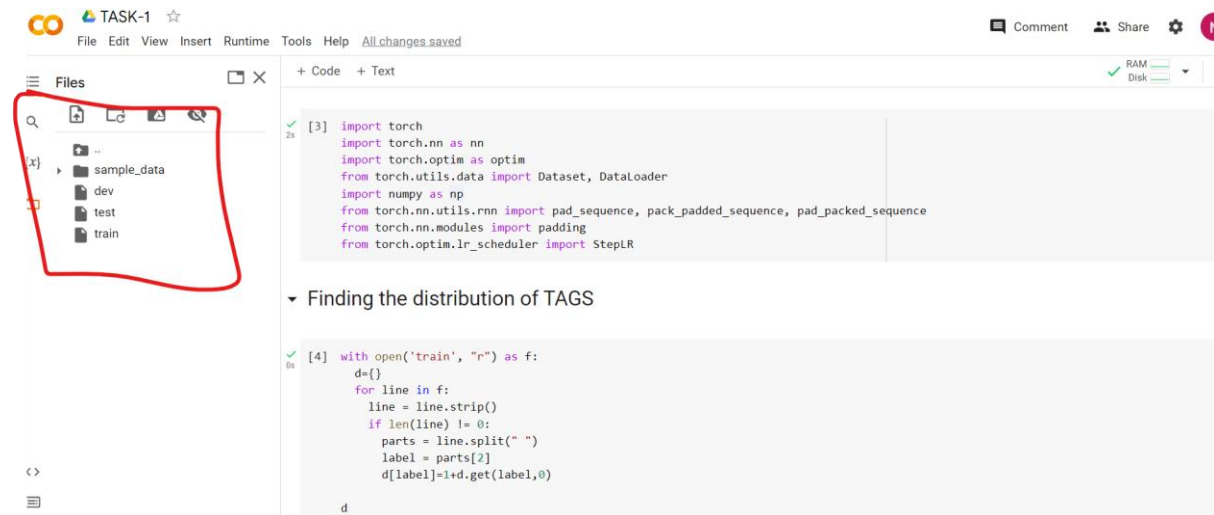 TASK-1
File Edit View Insert Runtime Tools Help All changes saved
Comment Share
Files
+ Code + Text
RAM
Disk
..
sample_data
dev
test
train
{x}
<>
2s
[3] import torch
import torch.nn as nn
import torch.optim as optim
from torch.utils.data import Dataset, DataLoader
import numpy as np
from torch.nn.utils.rnn import pad_sequence, pack_padded_sequence, pad_packed_sequence
from torch.nn.modules import padding
from torch.optim.lr_scheduler import StepLR
Finding the distribution of TAGS
0s
[4] with open('train', "r") as f:
d={}
for line in f:
line = line.strip()
if len(line) != 0:
parts = line.split(" ")
label = parts[2]
d[label]=1+d.get(label,0)
d